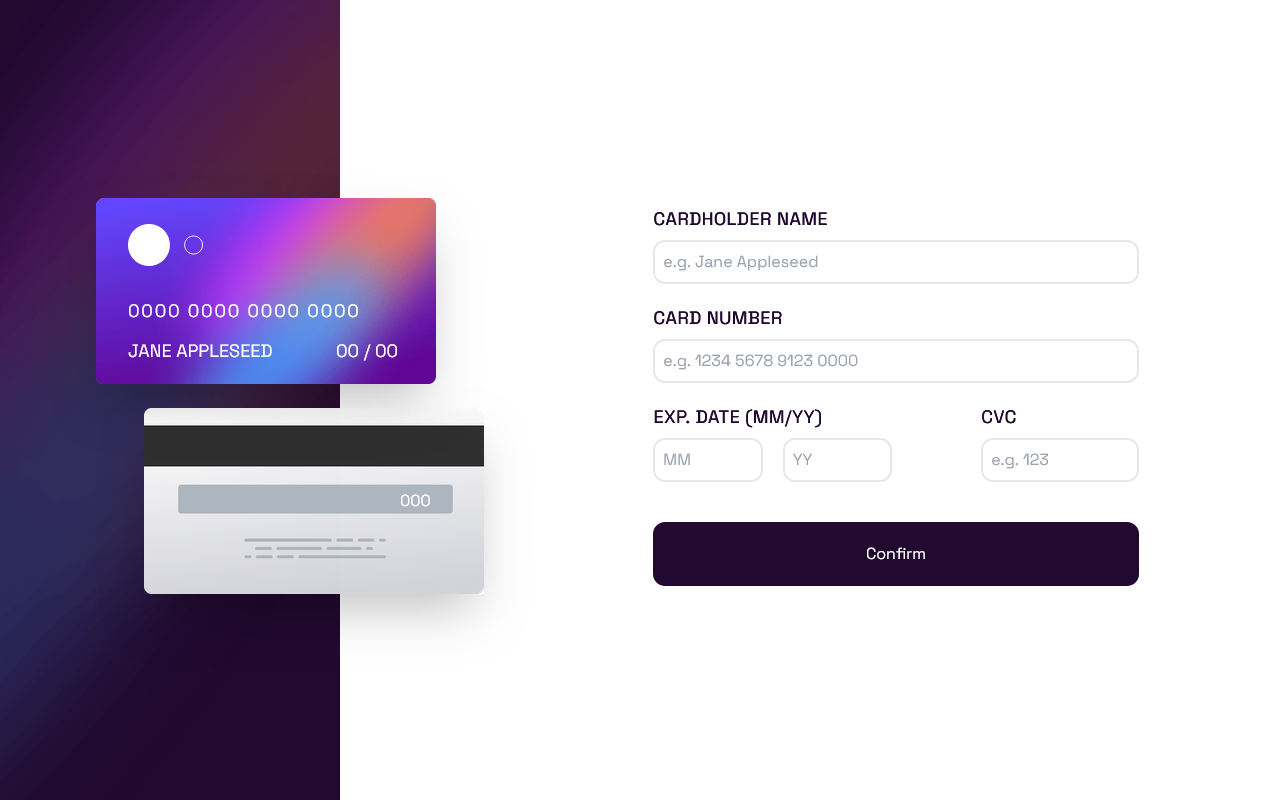 0000 0000 0000 0000
JANE APPLESEED 00 / 00
000
CARDHOLDER NAME
e.g. Jane Appleseed
CARD NUMBER
e.g. 1234 5678 9123 0000
EXP. DATE (MM/YY) CVC
MM YY e.g. 123
Confirm